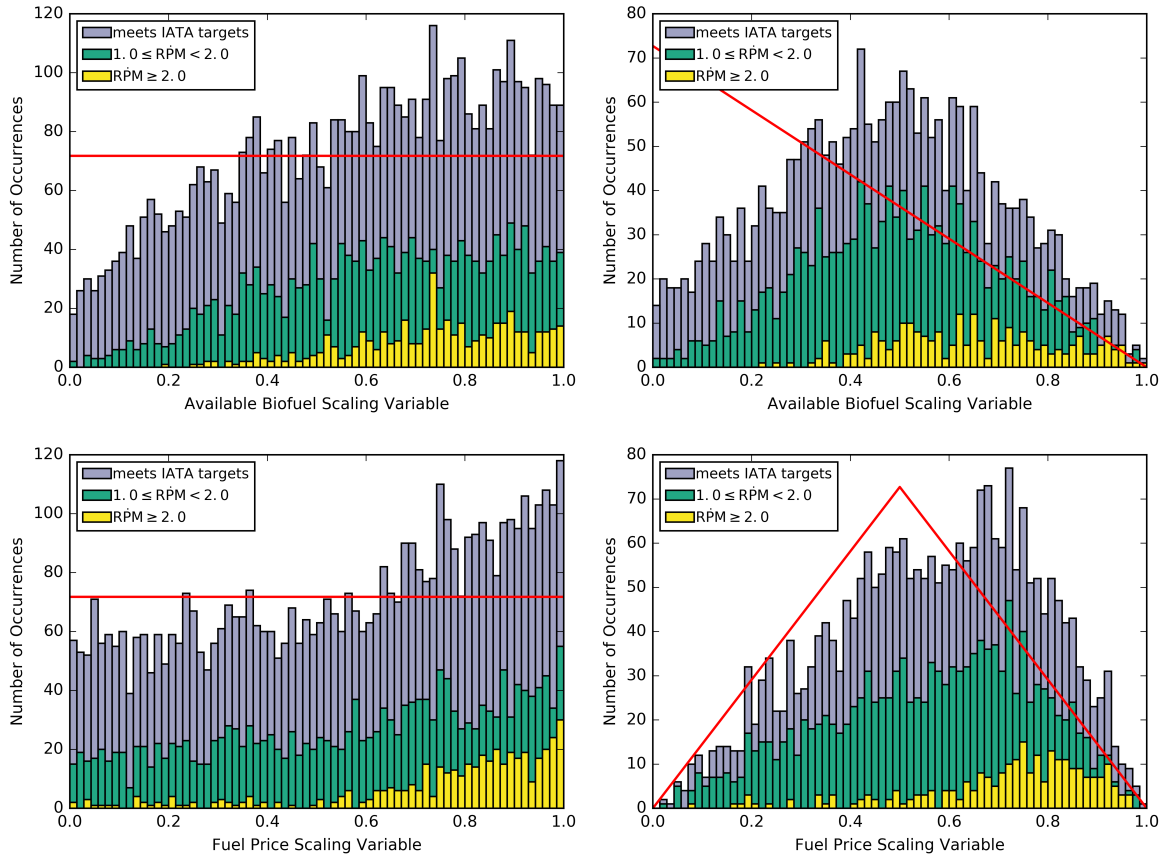 120
100
80
60
40
20
0
Number of Occurrences
meets IATA targets
1.0 ≤ RṖM < 2.0
RṖM ≥ 2.0
0.0 0.2 0.4 0.6 0.8 1.0
Available Biofuel Scaling Variable
80
70
60
50
40
30
20
10
0
Number of Occurrences
meets IATA targets
1.0 ≤ RṖM < 2.0
RṖM ≥ 2.0
0.0 0.2 0.4 0.6 0.8 1.0
Available Biofuel Scaling Variable
120
100
80
60
40
20
0
Number of Occurrences
meets IATA targets
1.0 ≤ RṖM < 2.0
RṖM ≥ 2.0
0.0 0.2 0.4 0.6 0.8 1.0
Fuel Price Scaling Variable
80
70
60
50
40
30
20
10
0
Number of Occurrences
meets IATA targets
1.0 ≤ RṖM < 2.0
RṖM ≥ 2.0
0.0 0.2 0.4 0.6 0.8 1.0
Fuel Price Scaling Variable